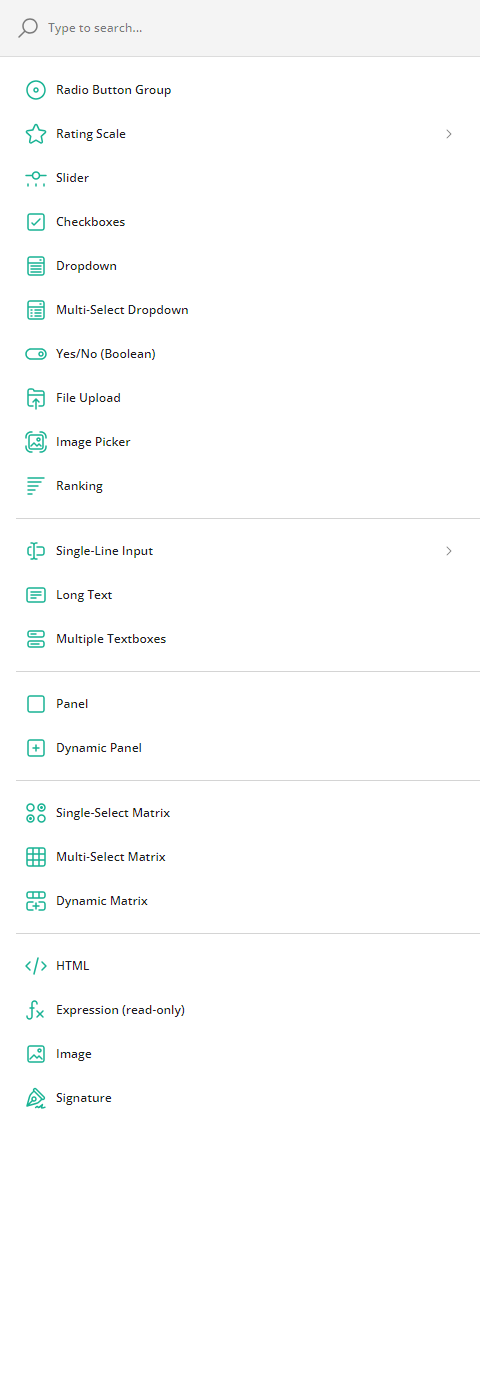 Type to search...
Radio Button Group
Rating Scale
Slider
Checkboxes
Dropdown
Multi-Select Dropdown
Yes/No (Boolean)
File Upload
Image Picker
Ranking
Single-Line Input
Long Text
Multiple Textboxes
Panel
Dynamic Panel
Single-Select Matrix
Multi-Select Matrix
Dynamic Matrix
HTML
Expression (read-only)
Image
Signature